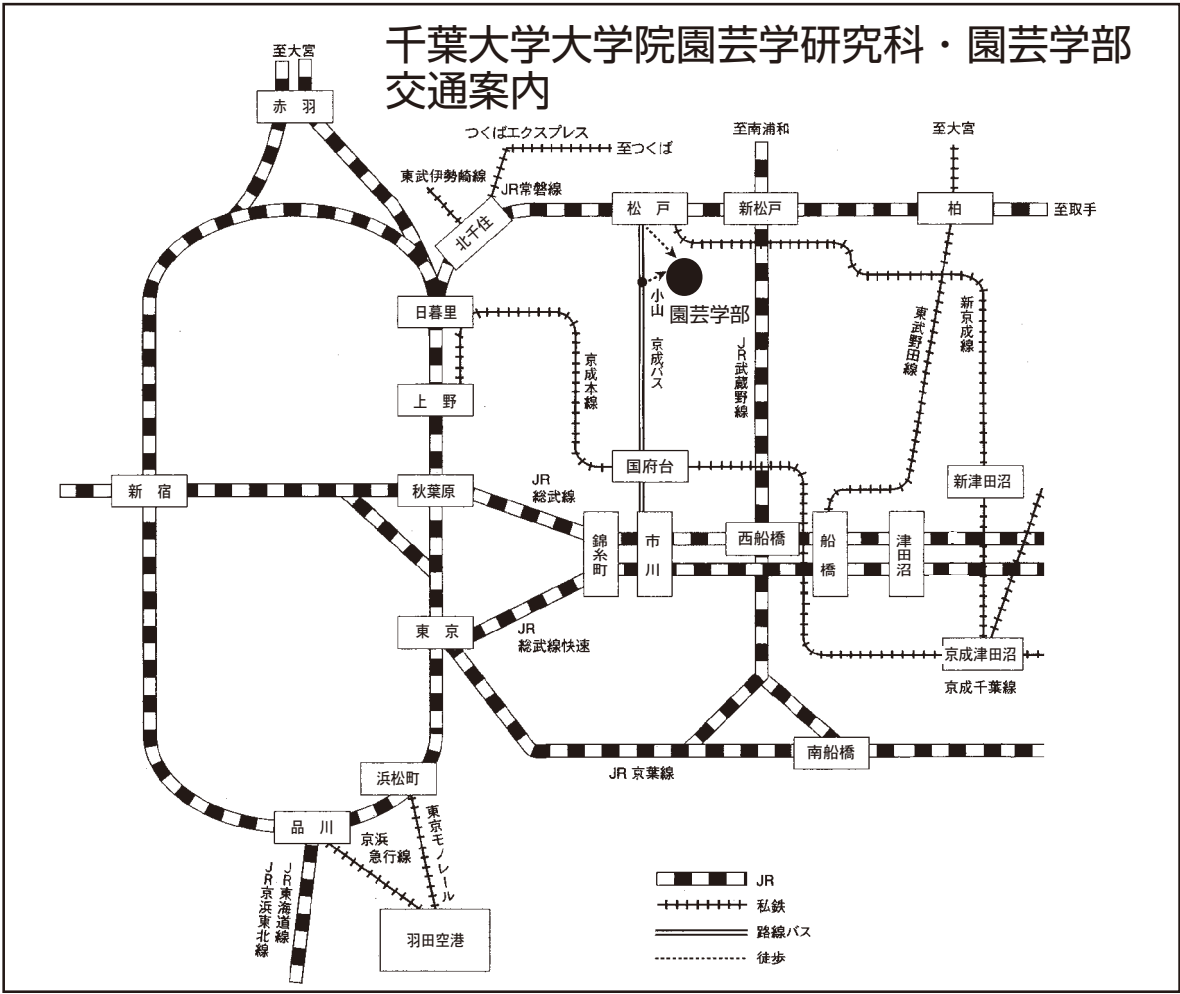 千葉大学大学院園芸学研究科・園芸学部
交通案内
至大宮
赤羽
つくばエクスプレス
至つくば
至南浦和
至大宮
東武伊勢崎線
JR常磐線
北千住
松戸
新松戸
柏
至取手
小山
園芸学部
日暮里
京成本線
京成バス
JR武蔵野線
東武野田線
新京成線
上野
国府台
新津田沼
新宿
秋葉原
JR
総武線
錦糸町
市川
西船橋
船橋
津田沼
東京
JR
総武線快速
京成津田沼
京成千葉線
南船橋
JR京葉線
浜松町
品川
京浜
急行線
東京モノレール
JR東海道線
JR京浜東北線
羽田空港
JR
私鉄
路線バス
徒歩